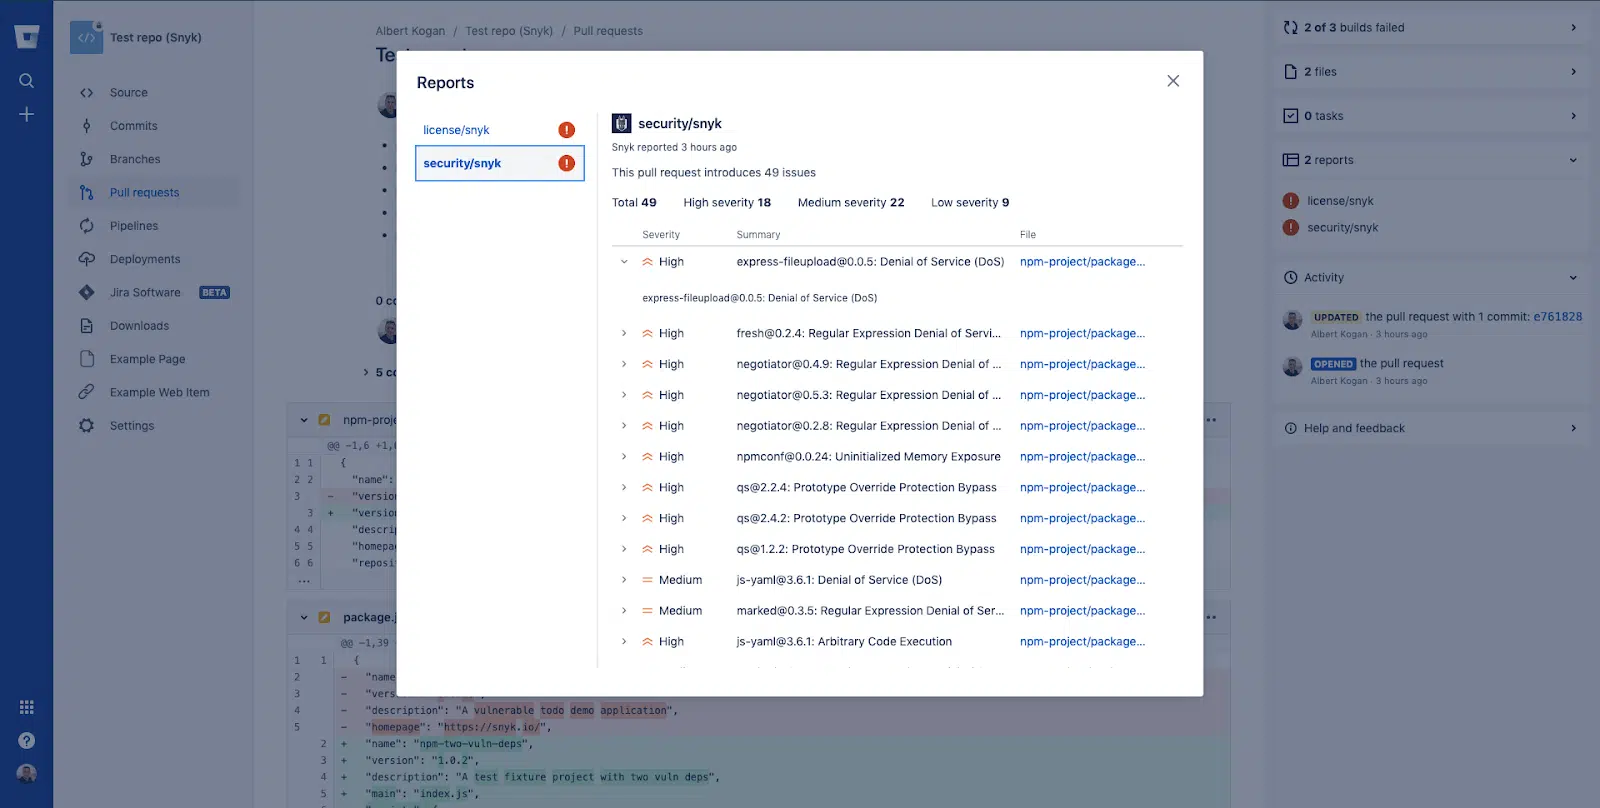 Test repo (Snyk)
Source
Commits
Branches
Pull requests
Pipelines
Deployments
Jira Software BETA
Downloads
Example Page
Example Web Item
Settings
Albert Kogan / Test repo (Snyk) / Pull requests
Reports
license/snyk
security/snyk
security/snyk
Snyk reported 3 hours ago
This pull request introduces 49 issues
Total 49 High severity 18 Medium severity 22 Low severity 9
Severity Summary File
High express-fileupload@0.0.5: Denial of Service (DoS) npm-project/package...
express-fileupload@0.0.5: Denial of Service (DoS)
High fresh@0.2.4: Regular Expression Denial of Servi... npm-project/package...
High negotiator@0.4.9: Regular Expression Denial of ... npm-project/package...
High negotiator@0.5.3: Regular Expression Denial of ... npm-project/package...
High negotiator@0.2.8: Regular Expression Denial of ... npm-project/package...
High npmconf@0.0.24: Uninitialized Memory Exposure npm-project/package...
High qs@2.2.4: Prototype Override Protection Bypass npm-project/package...
High qs@2.4.2: Prototype Override Protection Bypass npm-project/package...
High qs@1.2.2: Prototype Override Protection Bypass npm-project/package...
Medium js-yaml@3.6.1: Denial of Service (DoS) npm-project/package...
Medium marked@0.3.5: Regular Expression Denial of Ser... npm-project/package...
High js-yaml@3.6.1: Arbitrary Code Execution npm-project/package...
Te
0 co
5 co
npm-proje
@@ -1,6 +1,
1 1 {
2 2 "name":
3 - "version
3 + "version
4 4 "descrip
5 5 "homepag
6 6 "reposit
...
package.j
@@ -1,39
1 1 {
2 - "name
3 - "vers
4 - "description": "A vulnerable todo demo application",
5 - "homepage": "https://snyk.io/",
2 + "name": "npm-two-vuln-deps",
3 + "version": "1.0.2",
4 + "description": "A test fixture project with two vuln deps",
5 + "main": "index.js",
2 of 3 builds failed
2 files
0 tasks
2 reports
license/snyk
security/snyk
Activity
UPDATED the pull request with 1 commit: e761828
Albert Kogan · 3 hours ago
OPENED the pull request
Albert Kogan · 3 hours ago
Help and feedback